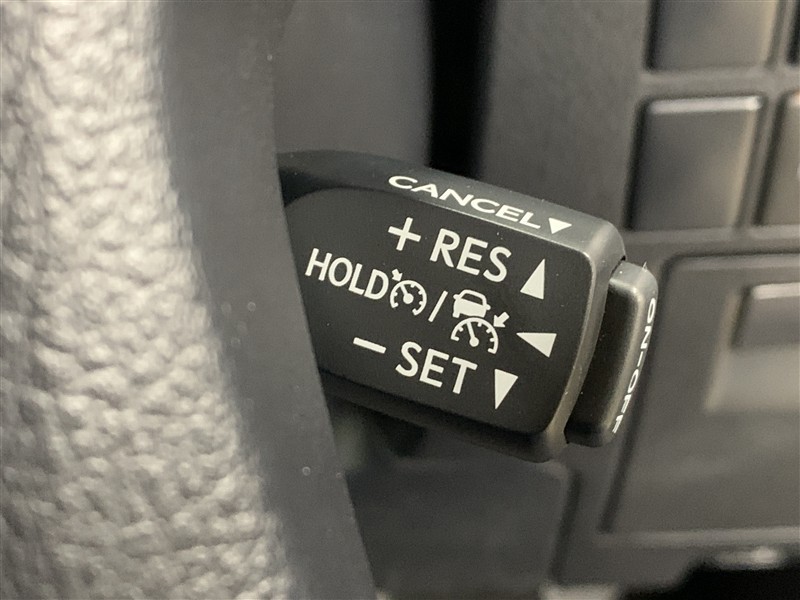 CANCEL▼
+ RES ▲
HOLD / ◀
− SET ▼
ON-OFF